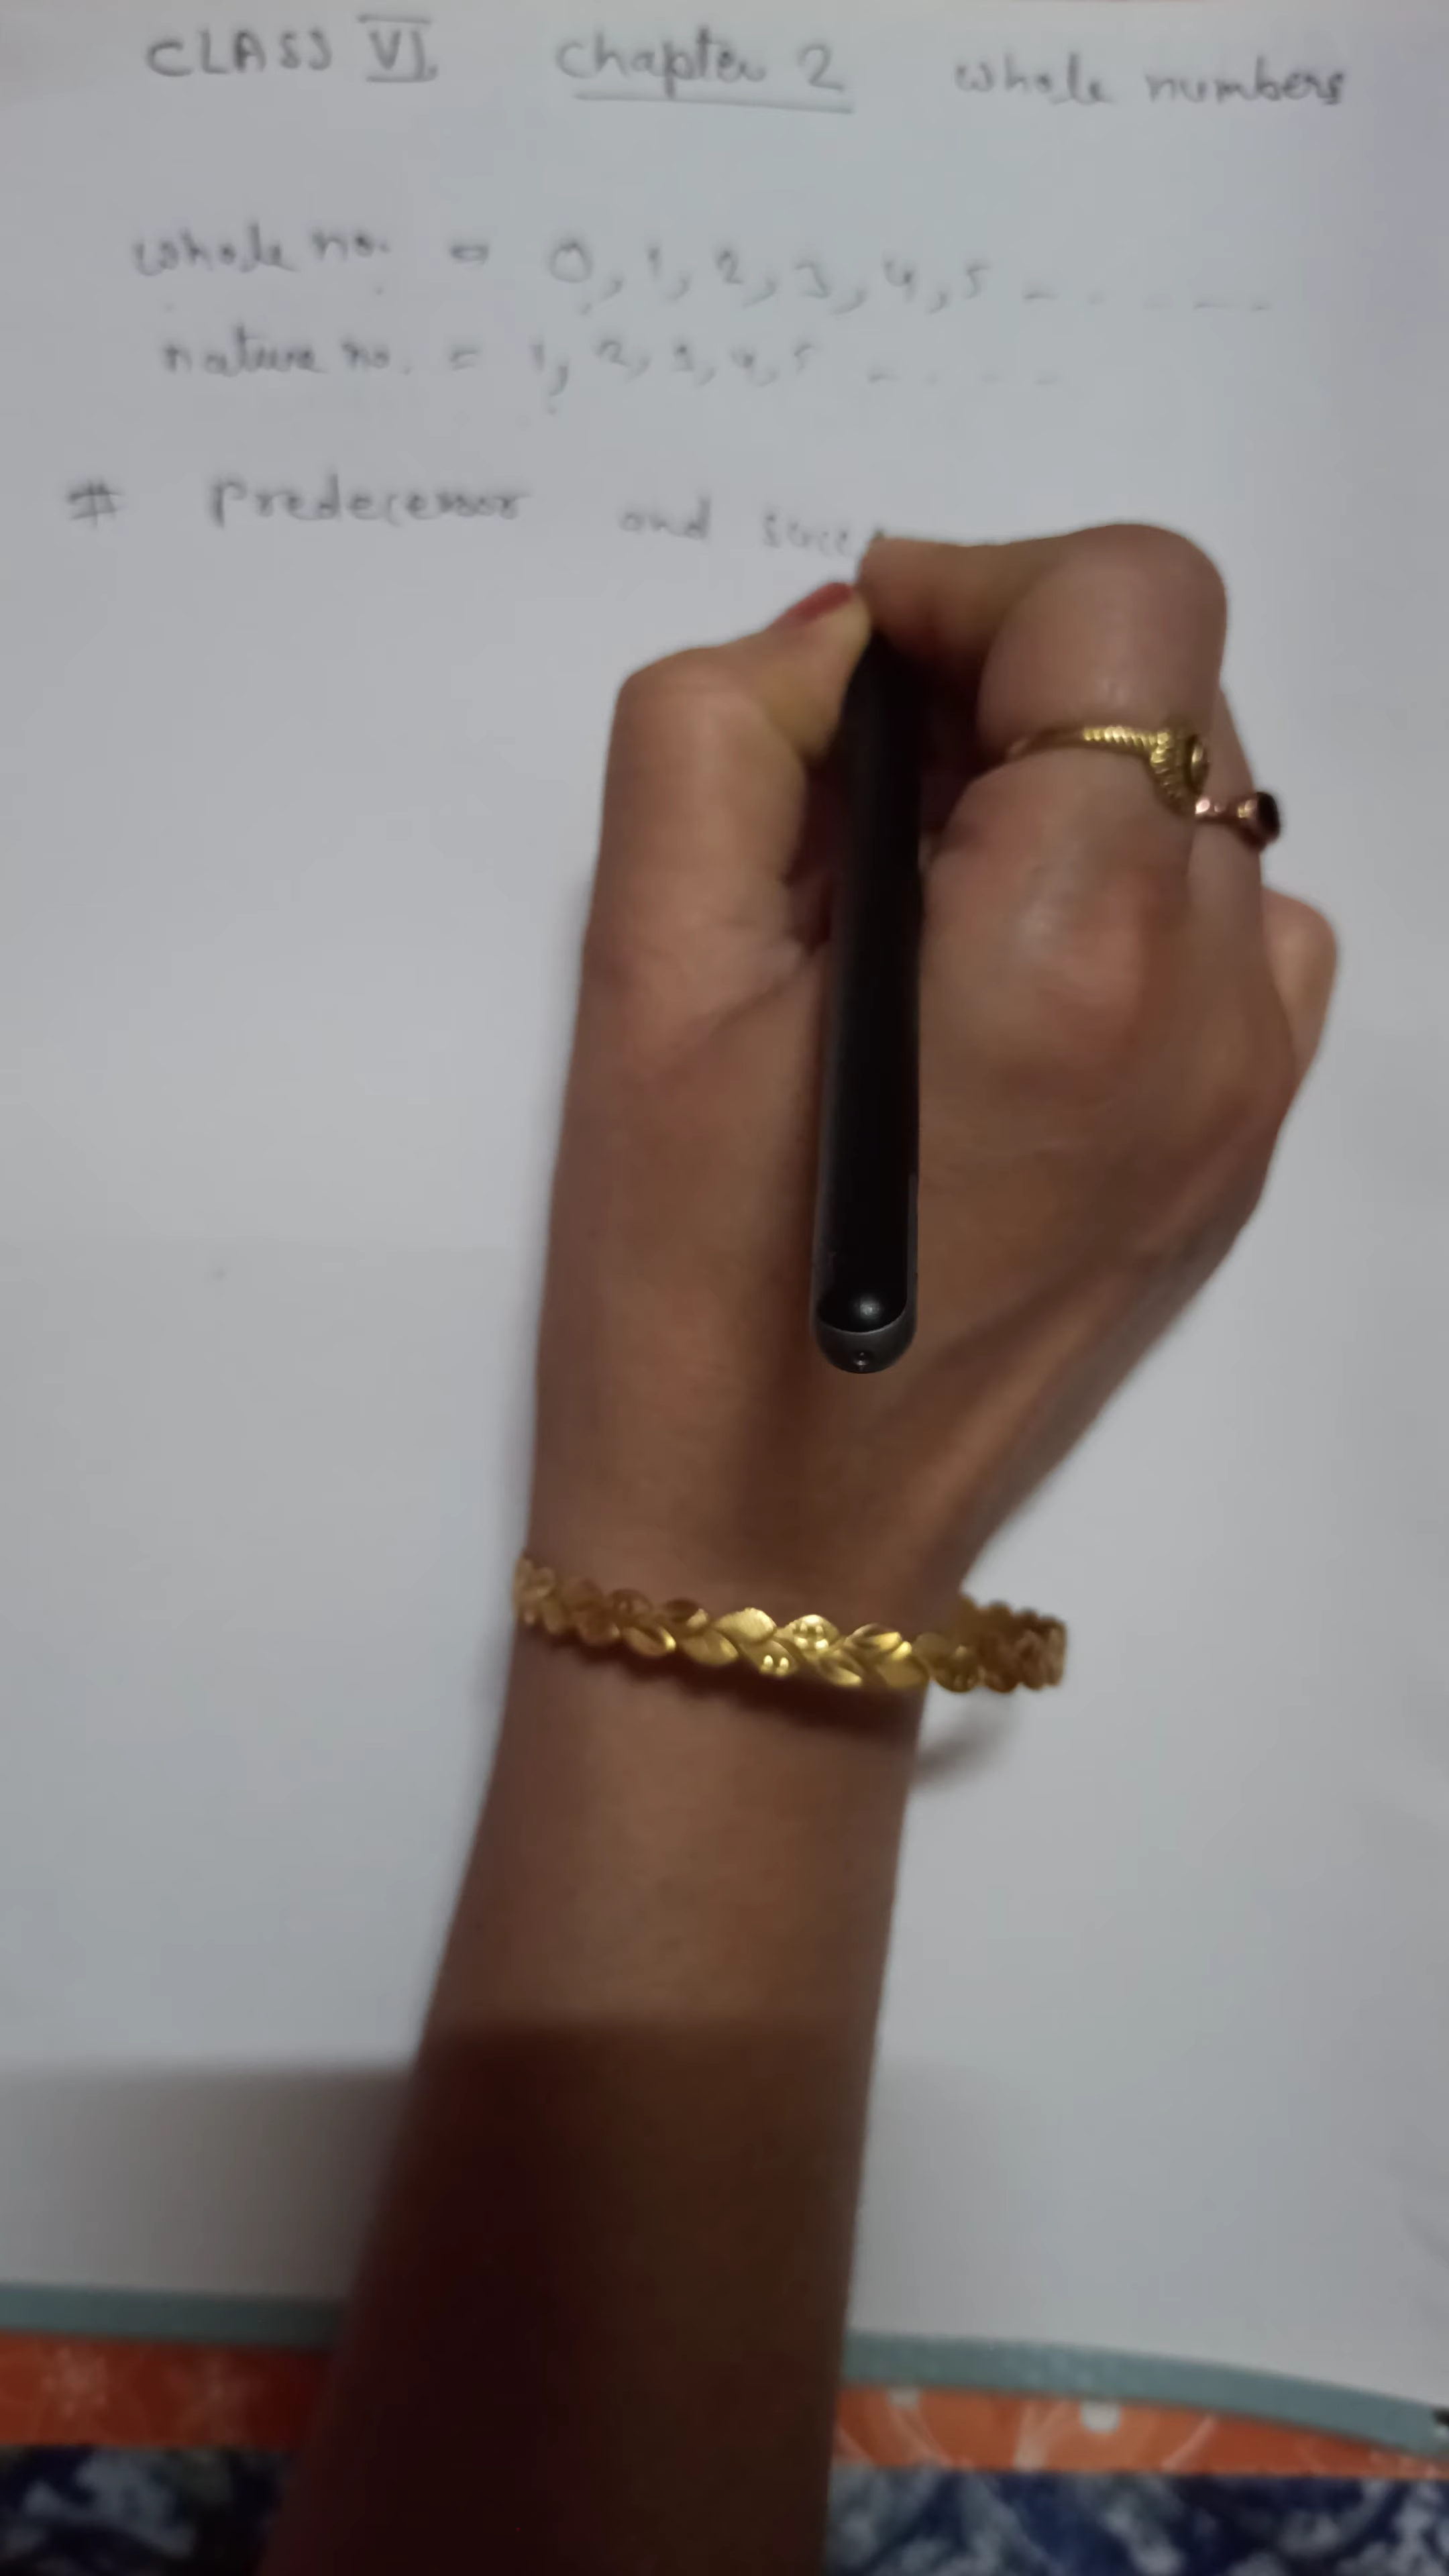 CLASS VI Chapter 2 whole numbers
whole no. = 0, 1, 2, 3, 4, 5 - - - - -
nature no. = 1, 2, 3, 4, 5 - - - -
# Predecessor and succe